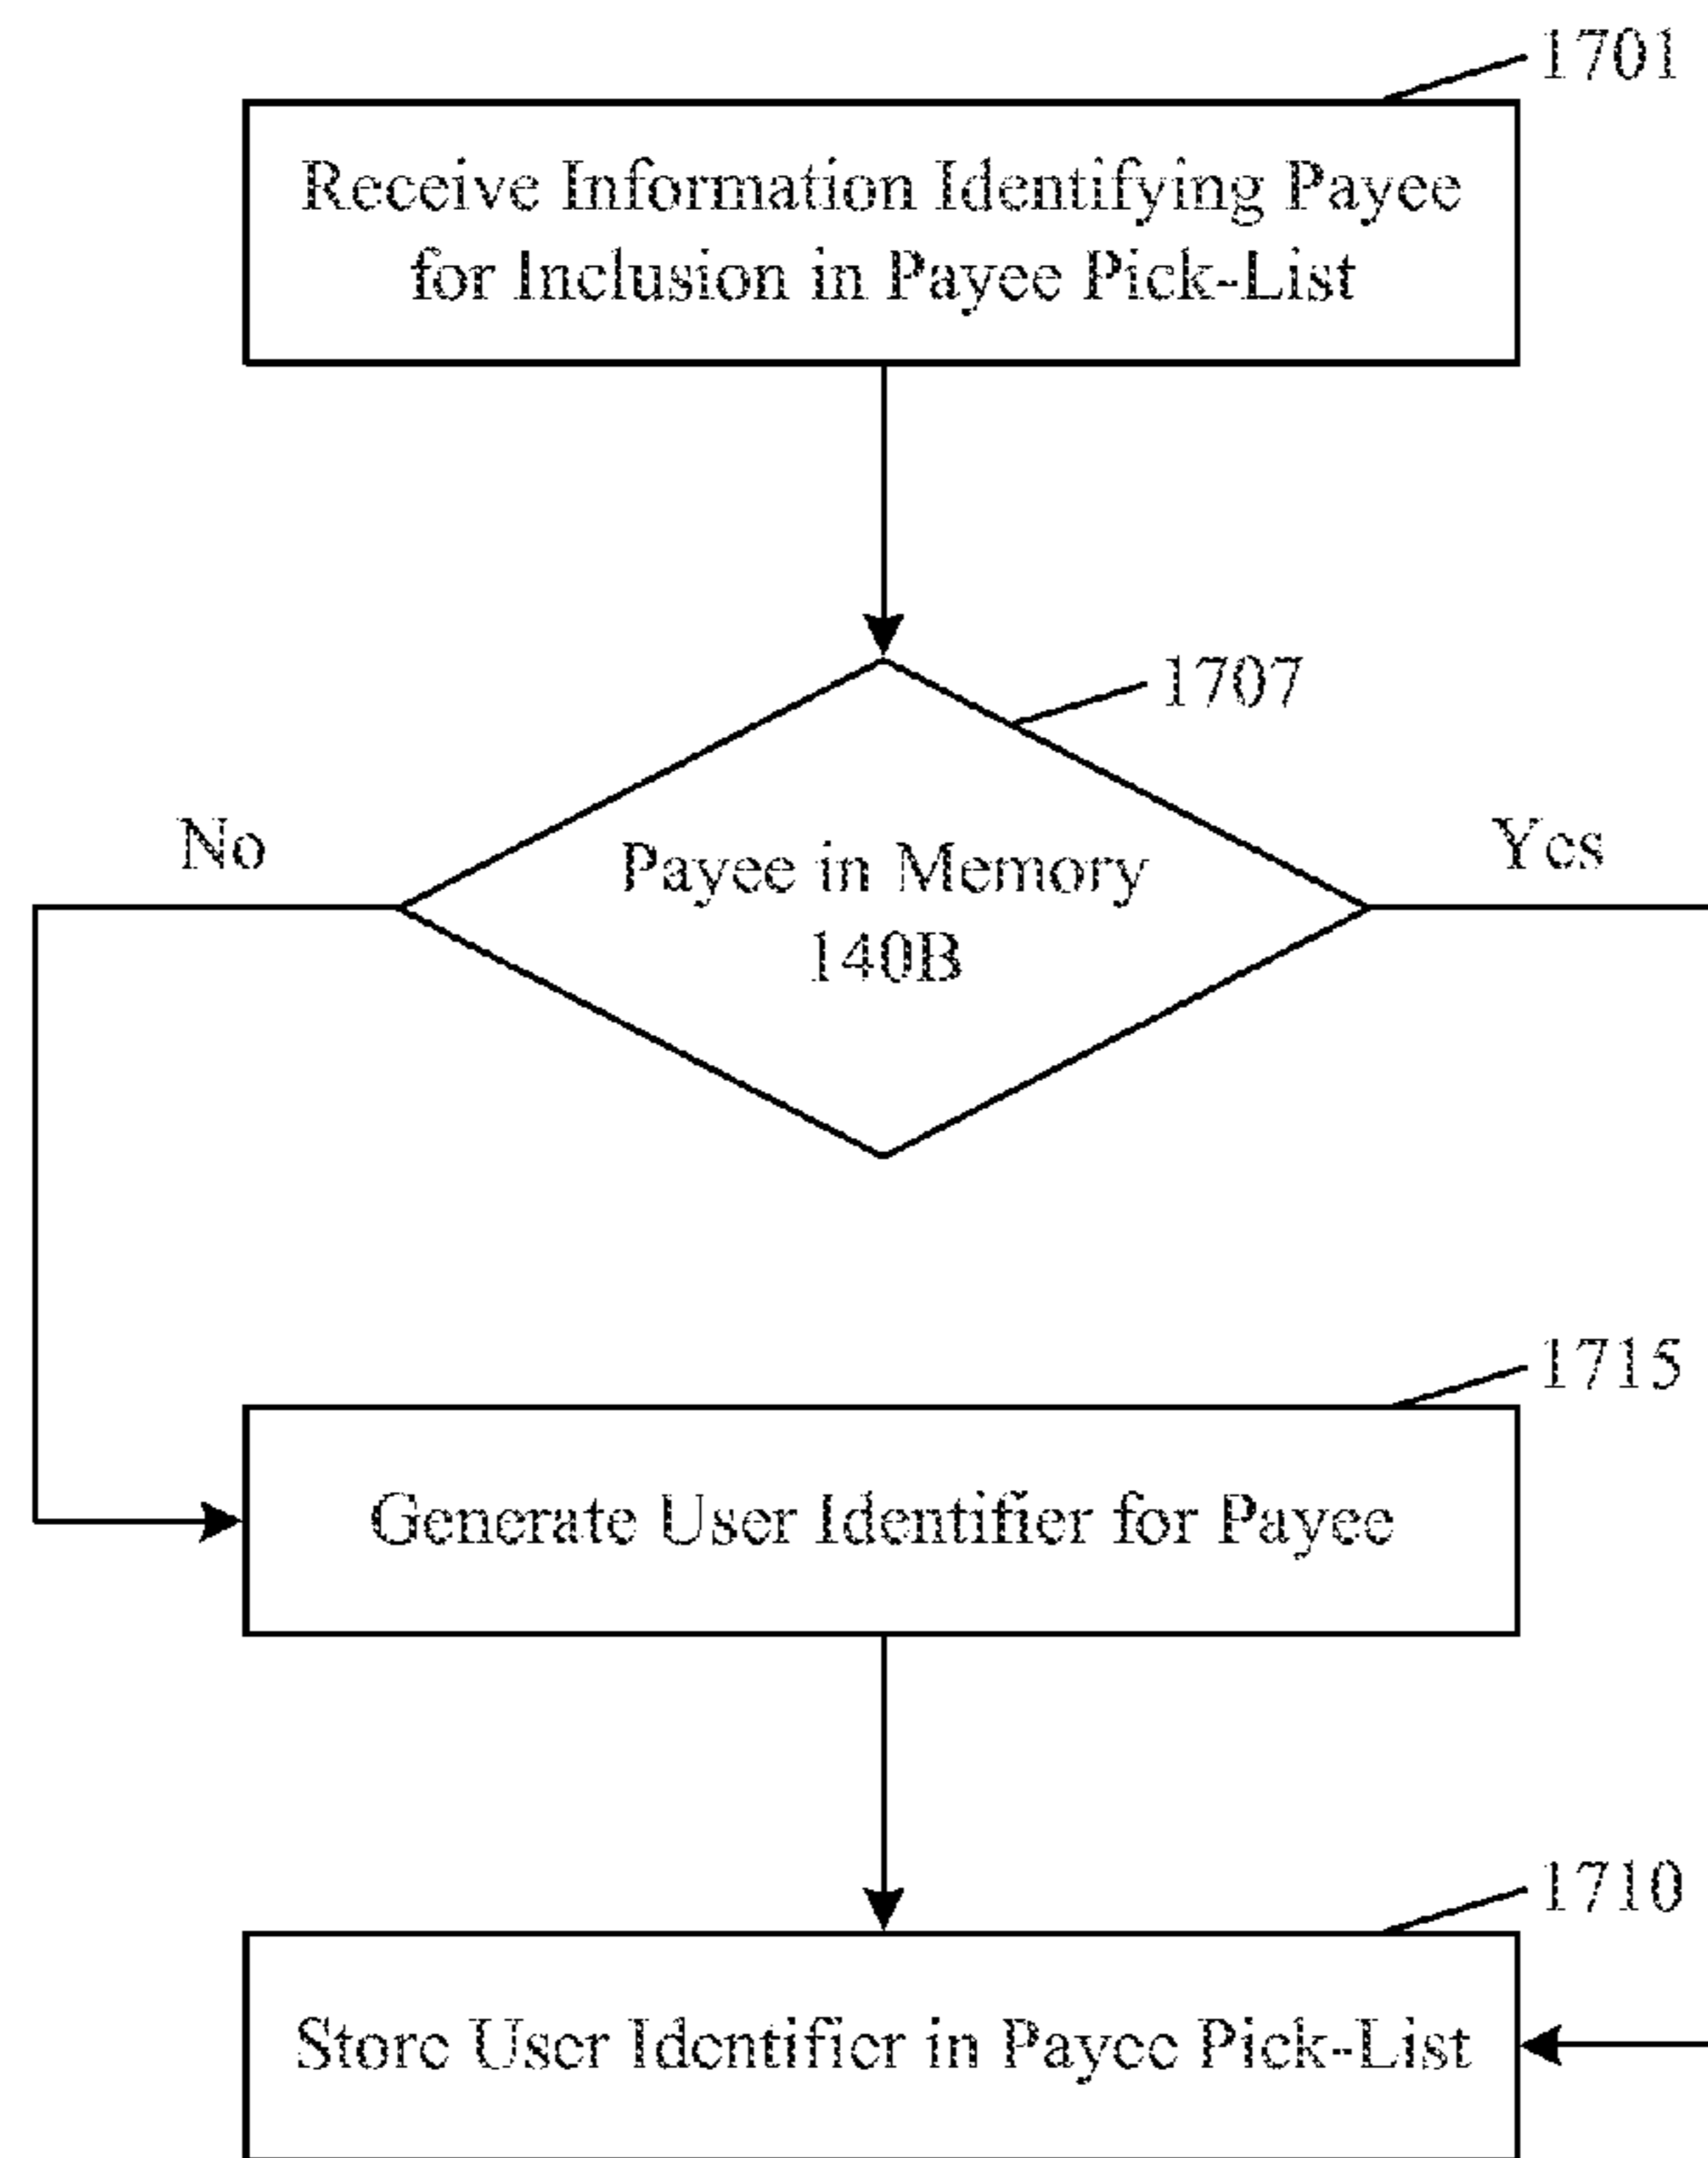 1701
Receive Information Identifying Payee
for Inclusion in Payee Pick-List
1707
No
Yes
Payee in Memory
140B
1715
Generate User Identifier for Payee
1710
Store User Identifier in Payee Pick-List